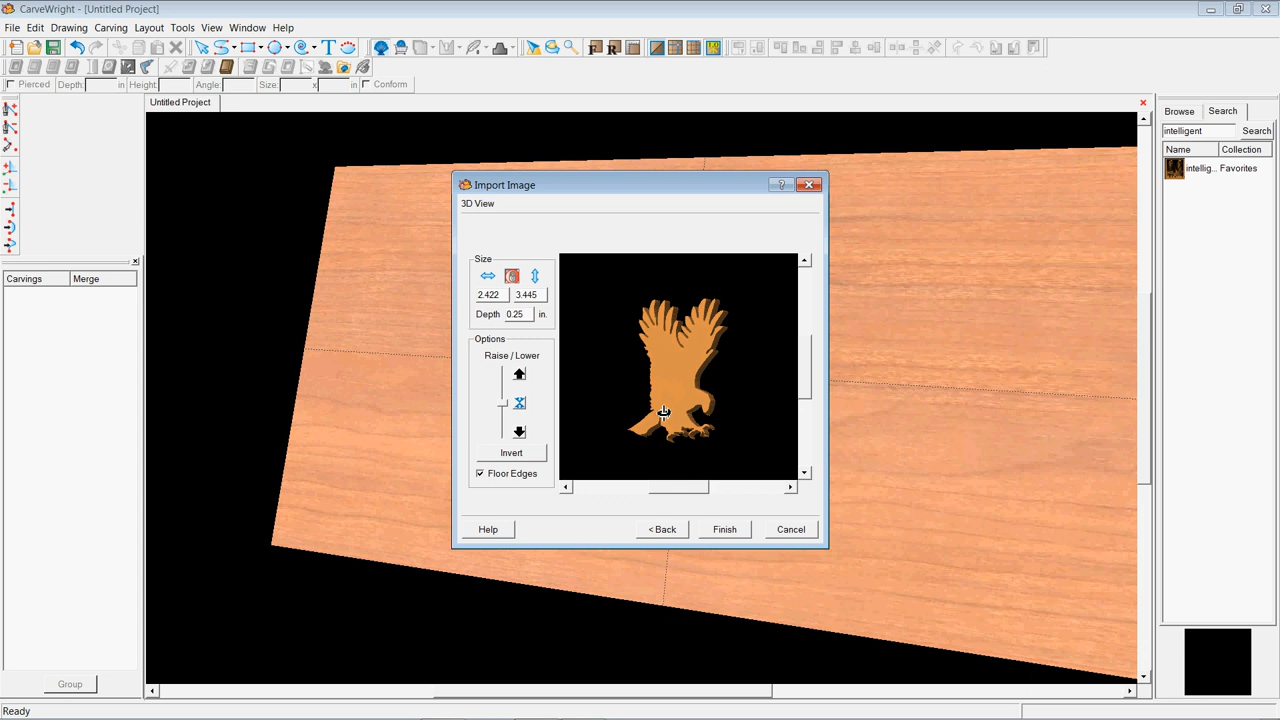 CarveWright - [Untitled Project]
File Edit Drawing Carving Layout Tools View Window Help
Pierced Depth: in Height: Angle: Size: x in Conform
Untitled Project
Browse Search
intelligent Search
Name Collection
intellig... Favorites
Carvings Merge
Import Image
3D View
Size
2.422 3.445
Depth 0.25 in.
Options
Raise / Lower
Invert
Floor Edges
Help < Back Finish Cancel
Group
Ready